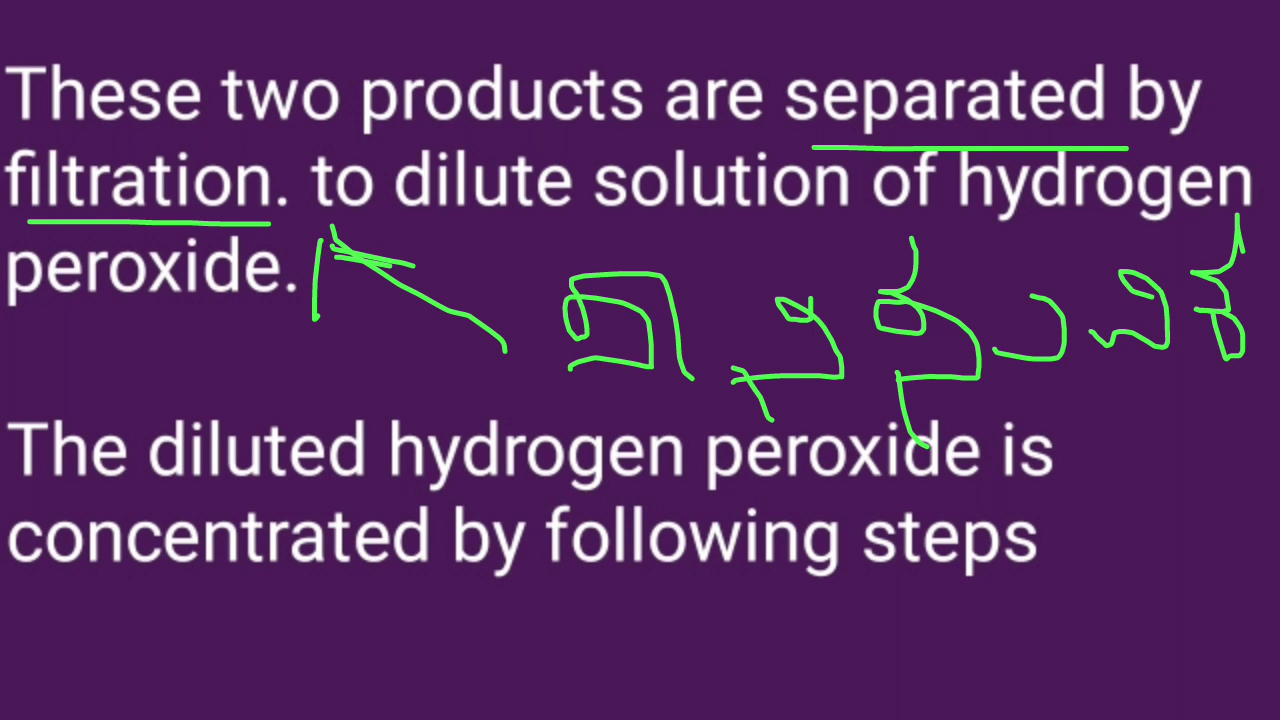 These two products are separated by
filtration. to dilute solution of hydrogen
peroxide.
The diluted hydrogen peroxide is
concentrated by following steps